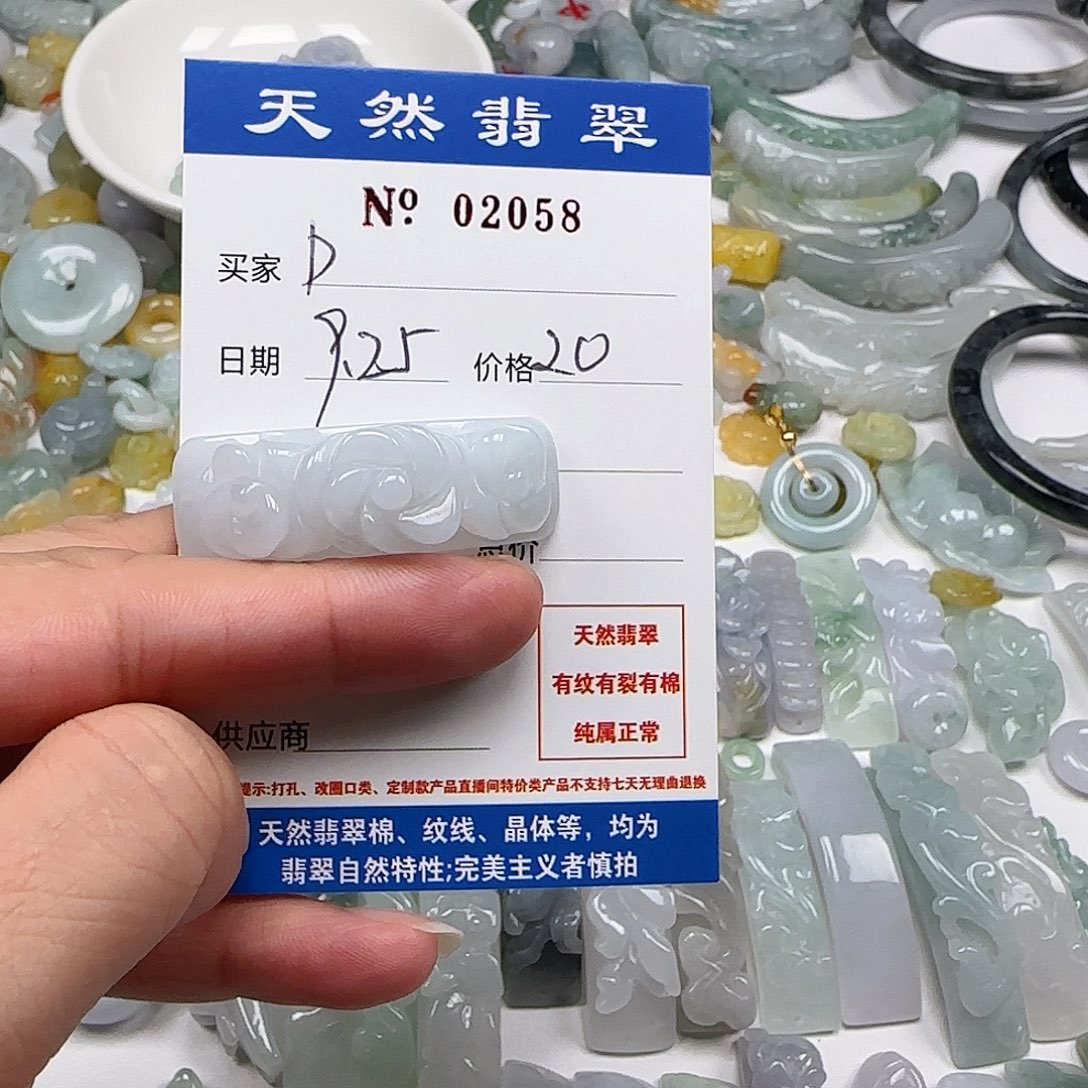 天然翡翠
Nº 02058
买家 D
日期 9.25 价格 20
天然翡翠
有纹有裂有棉
纯属正常
供应商
提示:打孔、改圈口类、定制款产品直播间特价类产品不支持七天无理由退换
天然翡翠棉、纹线、晶体等，均为
翡翠自然特性;完美主义者慎拍